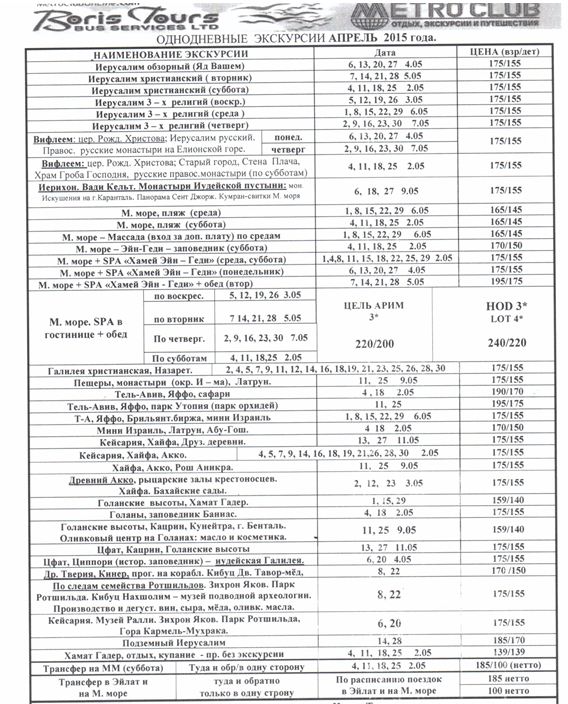 Metroclubonline.com
Boris Tours
BUS SERVICES LTD
METRO CLUB
ОТДЫХ, ЭКСКУРСИИ И ПУТЕШЕСТВИЯ
ОДНОДНЕВНЫЕ ЭКСКУРСИИ АПРЕЛЬ 2015 года.
НАИМЕНОВАНИЕ ЭКСКУРСИИ Дата ЦЕНА (взр/дет)
Иерусалим обзорный (Яд Вашем) 6, 13, 20, 27 4.05 175/155
Иерусалим христианский ( вторник) 7, 14, 21, 28 5.05 175/155
Иерусалим христианский (суббота) 4, 11, 18, 25 2.05 175/155
Иерусалим 3 – х религий (воскр.) 5, 12, 19, 26 3.05 175/155
Иерусалим 3 – х религий (среда ) 1, 8, 15, 22, 29 6.05 175/155
Иерусалим 3 – х религий (четверг) 2, 9, 16, 23, 30 7.05 175/155
Вифлеем: цер. Рожд. Христова: Иерусалим русский. понед. 6, 13, 20, 27 4.05 175/155
Правос. русские монастыри на Елионской горе. четверг 2, 9, 16, 23, 30 7.05
Вифлеем: цер. Рожд. Христова; Старый город, Стена Плача,
Храм Гроба Господня, русские правос.монастыри (по субботам) 4, 11, 18, 25 2.05 175/155
Иерихон. Вади Кельт. Монастыри Иудейской пустыни: мон.
Искушения на г.Каранталь. Панорама Сент Джорж. Кумран-свитки М. моря 6, 18, 27 9.05 175/155
М. море, пляж (среда) 1, 8, 15, 22, 29 6.05 165/145
М. море, пляж (суббота) 4, 11, 18, 25 2.05 165/145
М. море – Массада (вход за доп. плату) по средам 1, 8, 15, 22, 6.05 165/145
М. море – Эйн-Геди – заповедник (суббота) 4, 11, 18, 25 2.05 170/150
М. море + SPA «Хамей Эйн – Геди» (среда, суббота) 1,4,8, 11, 15, 18, 22, 25, 29 2.05 175/155
М. море + SPA «Хамей Эйн – Геди» (понедельник) 6, 13, 20, 27 4.05 175/155
М. море + SPA «Хамей Эйн - Геди» + обед (втор) 7, 14, 21, 28 5.05 195/175
М. море. SPA в гостинице + обед
по воскрес. 5, 12, 19, 26 3.05
по вторник 7 14, 21, 28 5.05
По четверг. 2, 9, 16, 23, 30 7.05
По субботам 4, 11, 18,25 2.05
ЦЕЛЬ АРИМ
3*
220/200
HOD 3*
LOT 4*
240/220
Галилея христианская, Назарет. 2, 4, 5, 7, 9, 11, 12, 14, 16, 18,19, 21, 23, 25, 26, 28, 30 175/155
Пещеры, монастыри (окр. И – ма), Латрун. 11, 25 9.05 175/155
Тель-Авив, Яффо, сафари 4 , 18 2.05 190/170
Тель-Авив, Яффо, парк Утопия (парк орхидей) 11, 25 195/175
Т-А, Яффо, Брильянт.биржа, мини Израиль 1, 8, 15, 22, 29 6.05 175/155
Мини Израиль, Латрун, Абу-Гош. 4 18 2.05 170/150
Кейсария, Хайфа, Друз. деревни. 13, 27 11.05 175/155
Кейсария, Хайфа, Акко. 4, 5, 7, 9, 14, 16, 18, 19, 21,26, 28, 30 2.05 175/155
Хайфа, Акко, Рош Аникра. 11, 25 9.05 175/155
Древний Акко, рыцарские залы крестоносцев.
Хайфа. Бахайские сады. 2, 12, 23 3.05 175/155
Голанские высоты, Хамат Гадер. 1, 15, 29 159/140
Голаны, заповедник Баниас. 4, 18 2.05 175/155
Голанские высоты, Кацрин, Кунейтра, г. Бенталь.
Оливковый центр на Голанах: масло и косметика. 11, 25 9.05 159/140
Цфат, Кацрин, Голанские высоты 13, 27 11.05 175/155
Цфат, Циппори (истор. заповедник) – иудейская Галилея. 6, 20 4.05 175/155
Др. Тверия, Кинер. прог. на корабл. Кибуц Дв. Тавор-мёд, 8, 22 170 /150
По следам семейства Ротшильдов. Зихрон Яков. Парк
Ротшильда. Кибуц Нахшолим – музей подводной археологии.
Производство и дегуст. вин, сыра, мёда, оливк. масла. 8, 22 175/155
Кейсария. Музей Ралли. Зихрон Яков. Парк Ротшильда,
Гора Кармель-Мухрака. 6, 20 175/155
Подземный Иерусалим 14, 28 185/170
Хамат Гадер, отдых, купание - пр. без экскурсии 4, 11, 18, 25 2.05 139/139
Трансфер на ММ (суббота) Туда и обр/в одну сторону 4, 11, 18, 25 2.05 185/100 (нетто)
Трансфер в Эйлат и туда и обратно По расписанию поездок 185 нетто
на М. море только в одну сторону в Эйлат и на М. море 100 нетто